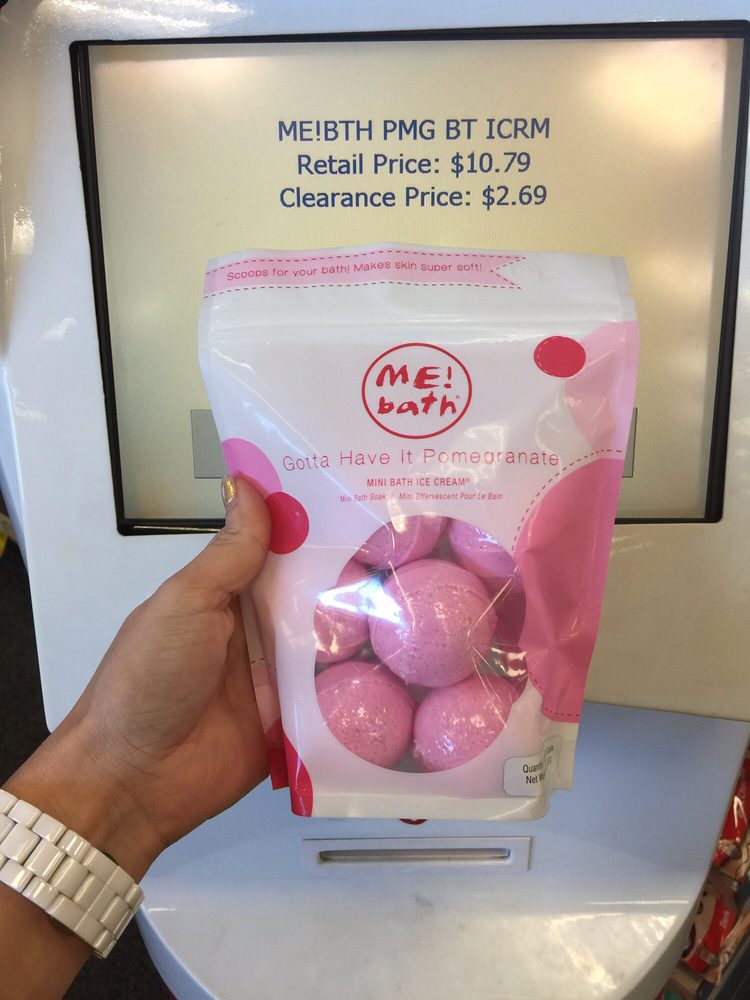 ME!BTH PMG BT ICRM
Retail Price: $10.79
Clearance Price: $2.69
Scoops for your bath! Makes skin super soft!
ME!
bath®
Gotta Have It Pomegranate
MINI BATH ICE CREAM®
Mini Bath Soak / Mini Effervescent Pour Le Bain
Net